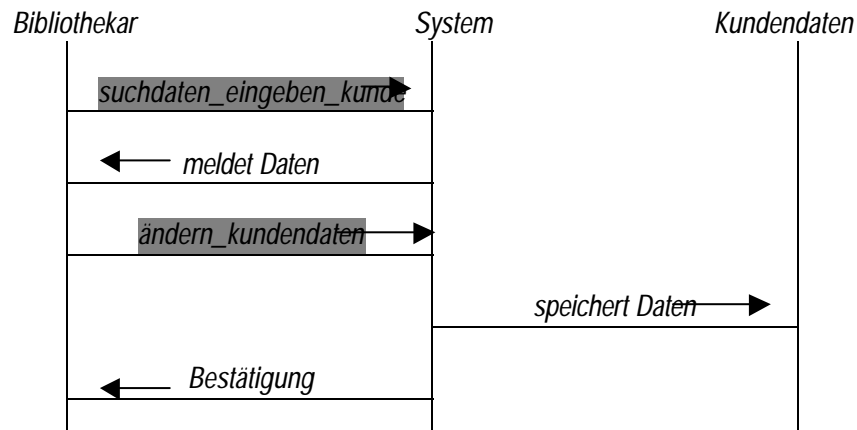 Bibliothekar System Kundendaten
suchdaten_eingeben_kunde
meldet Daten
ändern_kundendaten
speichert Daten
Bestätigung